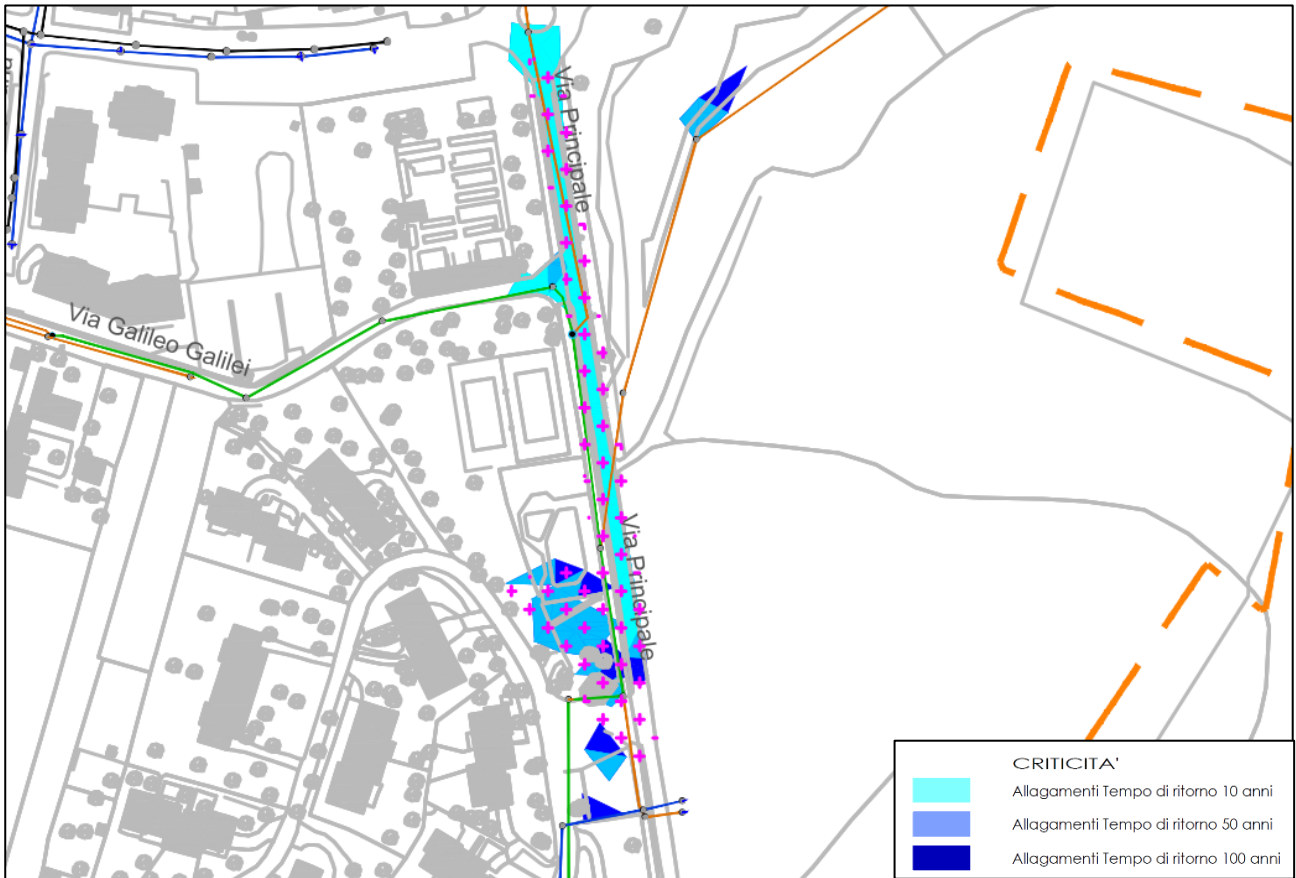 Via Principale
Via Galileo Galilei
Via Principale
CRITICITA'
Allagamenti Tempo di ritorno 10 anni
Allagamenti Tempo di ritorno 50 anni
Allagamenti Tempo di ritorno 100 anni